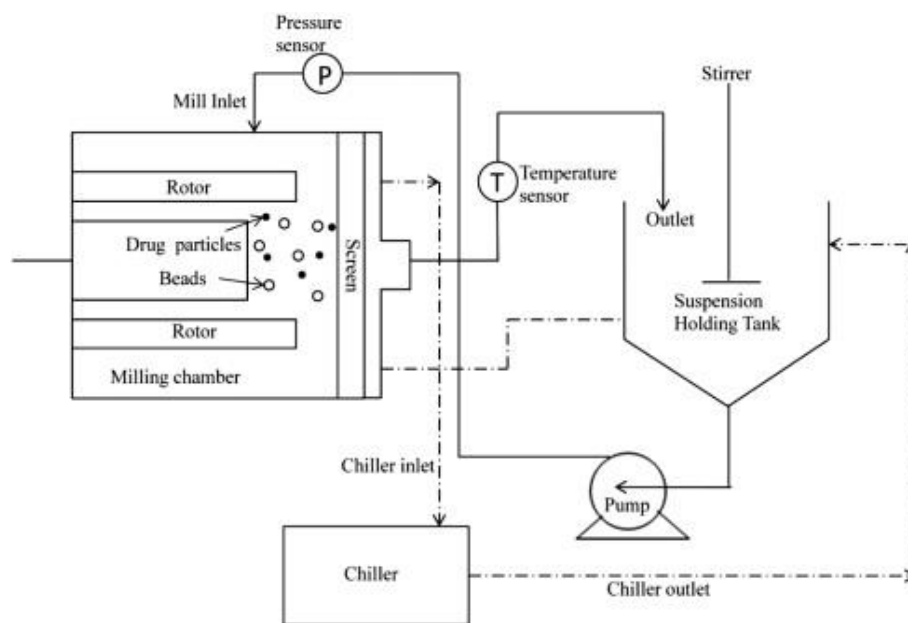 Pressure
sensor
P
Mill Inlet
Stirrer
Rotor
T
Temperature
sensor
Outlet
Drug particles
Beads
Screen
Suspension
Holding Tank
Rotor
Milling chamber
Chiller inlet
Pump
Chiller
Chiller outlet